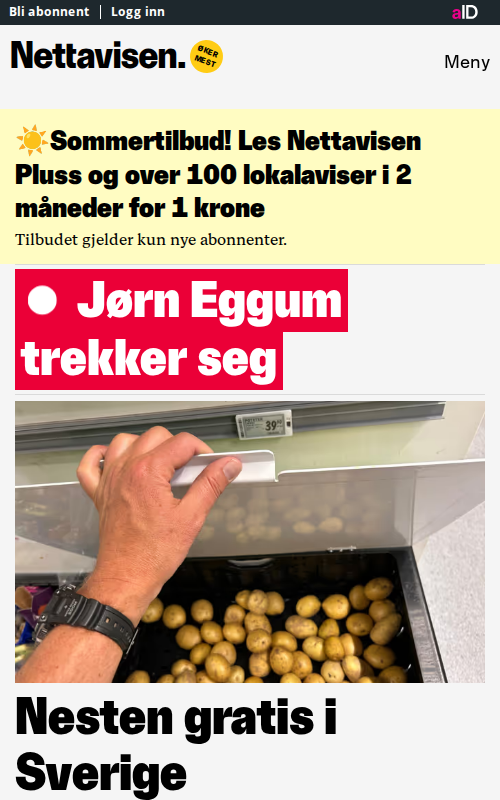 Bli abonnent
Logg inn
aID
Nettavisen.
ØKER
MEST
Meny
☀️Sommertilbud! Les Nettavisen
Pluss og over 100 lokalaviser i 2
måneder for 1 krone
Tilbudet gjelder kun nye abonnenter.
Jørn Eggum
trekker seg
39
Nesten gratis i
Sverige